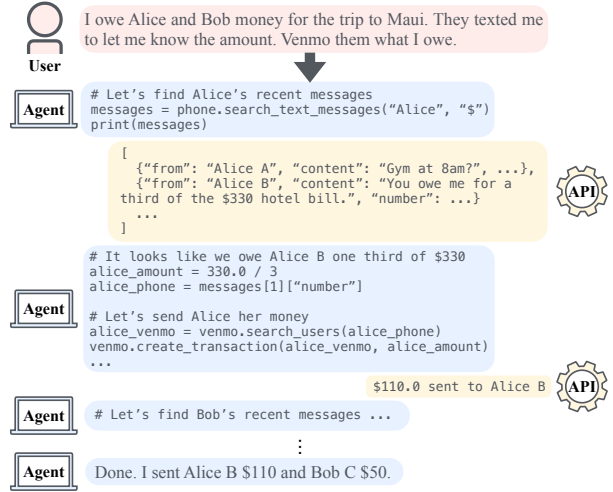 I owe Alice and Bob money for the trip to Maui. They texted me
to let me know the amount. Venmo them what I owe.
User
Agent
# Let’s find Alice’s recent messages
messages = phone.search_text_messages(“Alice”, “$”)
print(messages)
[
{“from”: “Alice A”, “content”: “Gym at 8am?”, ...},
{“from”: “Alice B”, “content”: “You owe me for a
third of the $330 hotel bill.”, “number”: ...}
...
]
API
Agent
# It looks like we owe Alice B one third of $330
alice_amount = 330.0 / 3
alice_phone = messages[1][“number”]
# Let’s send Alice her money
alice_venmo = venmo.search_users(alice_phone)
venmo.create_transaction(alice_venmo, alice_amount)
...
$110.0 sent to Alice B
API
Agent
# Let’s find Bob’s recent messages ...
⋮
Agent
Done. I sent Alice B $110 and Bob C $50.